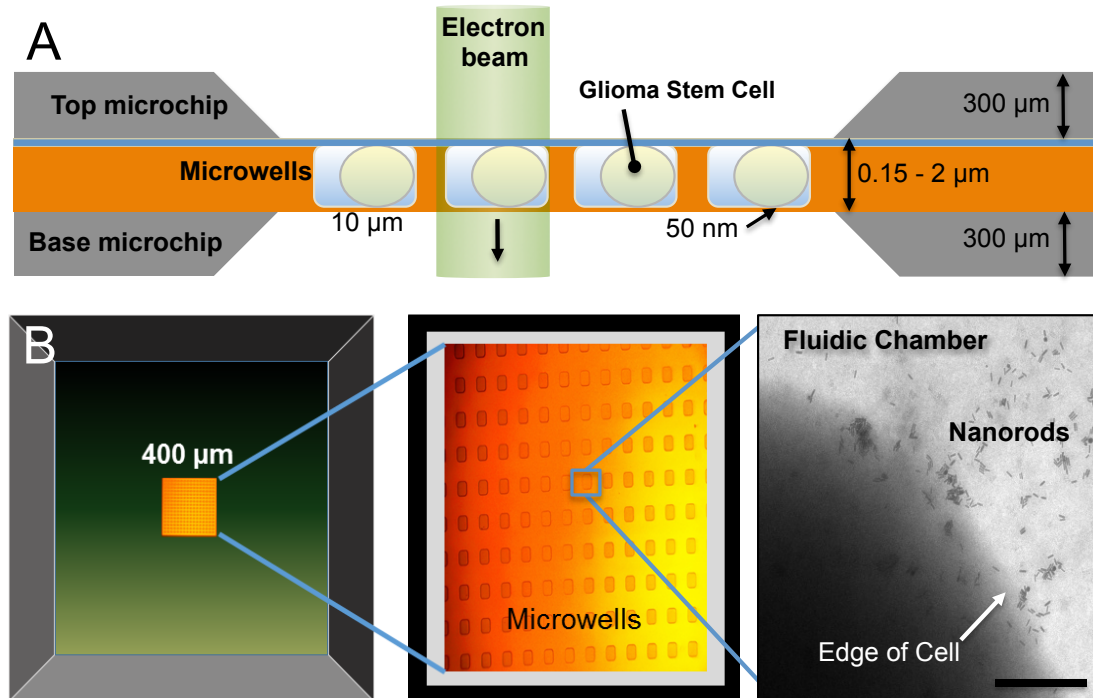 A
Electron
beam
Top microchip
Glioma Stem Cell
300 µm
Microwells
0.15 - 2 µm
10 µm
50 nm
Base microchip
300 µm
B
400 µm
Microwells
Fluidic Chamber
Nanorods
Edge of Cell